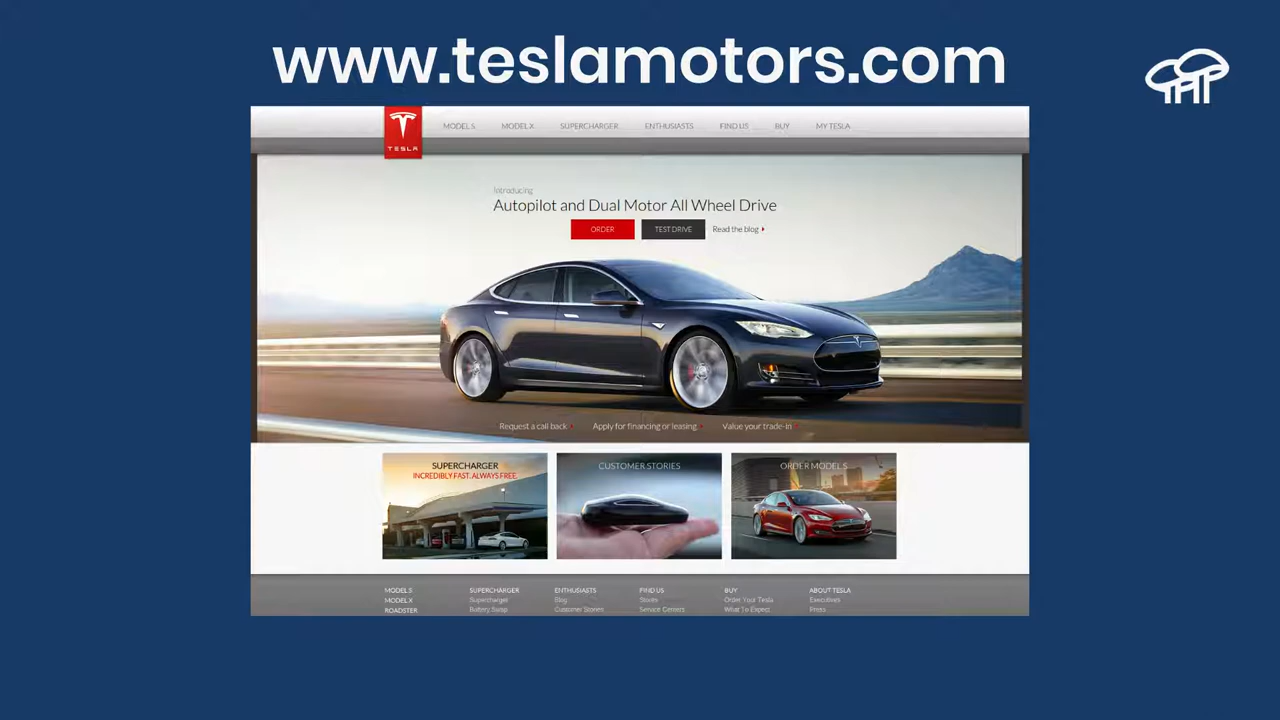 www.teslamotors.com
TESLA
MODEL S MODEL X SUPERCHARGER ENTHUSIASTS FIND US BUY MY TESLA
Introducing
Autopilot and Dual Motor All Wheel Drive
ORDER TEST DRIVE Read the blog
Request a call back Apply for financing or leasing Value your trade-in
SUPERCHARGER CUSTOMER STORIES ORDER MODEL S
INCREDIBLY FAST. ALWAYS FREE.
MODEL S SUPERCHARGER ENTHUSIASTS FIND US BUY ABOUT TESLA
MODEL X Supercharger Blog Stores Order Your Tesla Executives
ROADSTER Battery Swap Customer Stories Service Centers What To Expect Press